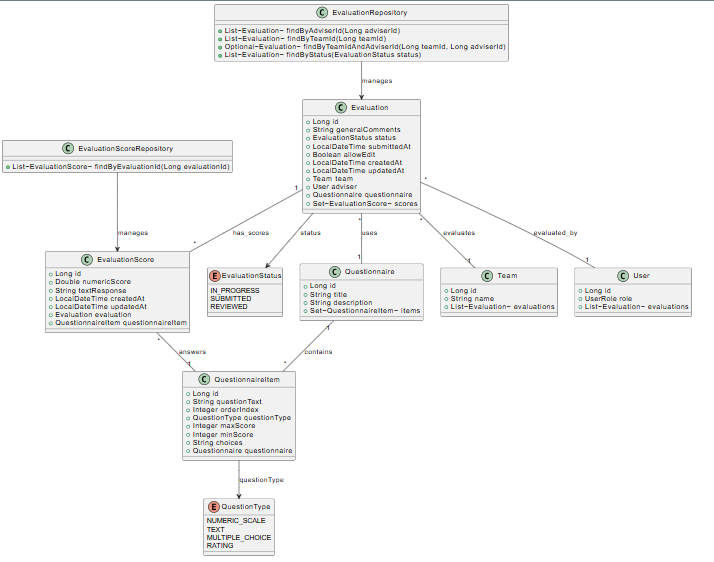 C EvaluationRepository
List~Evaluation~ findByAdviserId(Long adviserId)
List~Evaluation~ findByTeamId(Long teamId)
Optional~Evaluation~ findByTeamIdAndAdviserId(Long teamId, Long adviserId)
List~Evaluation~ findByStatus(EvaluationStatus status)
manages
C Evaluation
Long id
String generalComments
EvaluationStatus status
LocalDateTime submittedAt
Boolean allowEdit
LocalDateTime createdAt
LocalDateTime updatedAt
Team team
User adviser
Questionnaire questionnaire
Set~EvaluationScore~ scores
C EvaluationScoreRepository
List~EvaluationScore~ findByEvaluationId(Long evaluationId)
1
*
*
*
manages
*
has_scores
status
uses
evaluates
evaluated_by
1
1
1
C EvaluationScore
Long id
Double numericScore
String textResponse
LocalDateTime createdAt
LocalDateTime updatedAt
Evaluation evaluation
QuestionnaireItem questionnaireItem
E EvaluationStatus
IN_PROGRESS
SUBMITTED
REVIEWED
C Questionnaire
Long id
String title
String description
Set~QuestionnaireItem~ items
C Team
Long id
String name
List~Evaluation~ evaluations
C User
Long id
UserRole role
List~Evaluation~ evaluations
*
1
answers
contains
1
*
C QuestionnaireItem
Long id
String questionText
Integer orderIndex
QuestionType questionType
Integer maxScore
Integer minScore
String choices
Questionnaire questionnaire
questionType
E QuestionType
NUMERIC_SCALE
TEXT
MULTIPLE_CHOICE
RATING